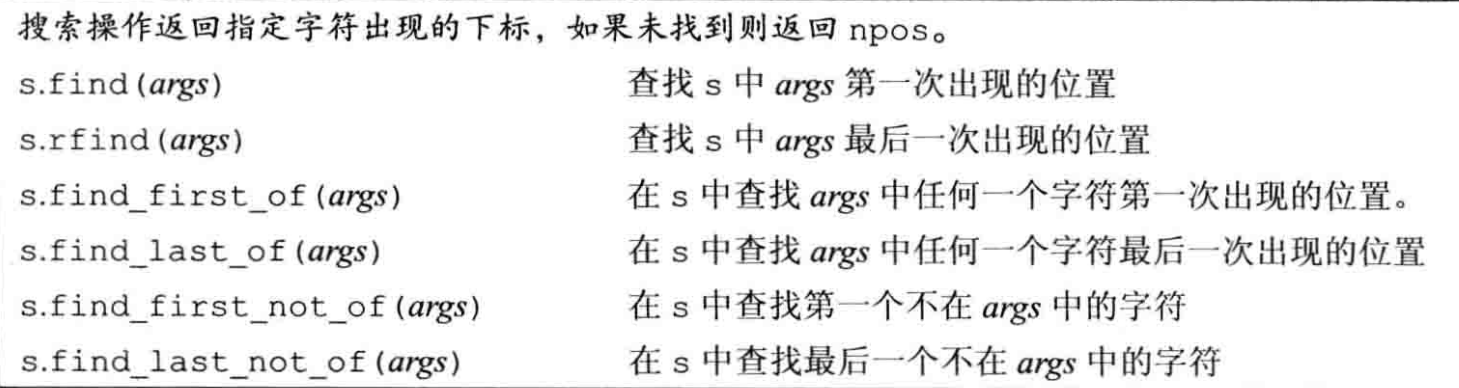 搜索操作返回指定字符出现的下标，如果未找到则返回 npos。
s.find(args) 查找 s 中 args 第一次出现的位置
s.rfind(args) 查找 s 中 args 最后一次出现的位置
s.find_first_of(args) 在 s 中查找 args 中任何一个字符第一次出现的位置。
s.find_last_of(args) 在 s 中查找 args 中任何一个字符最后一次出现的位置
s.find_first_not_of(args) 在 s 中查找第一个不在 args 中的字符
s.find_last_not_of(args) 在 s 中查找最后一个不在 args 中的字符